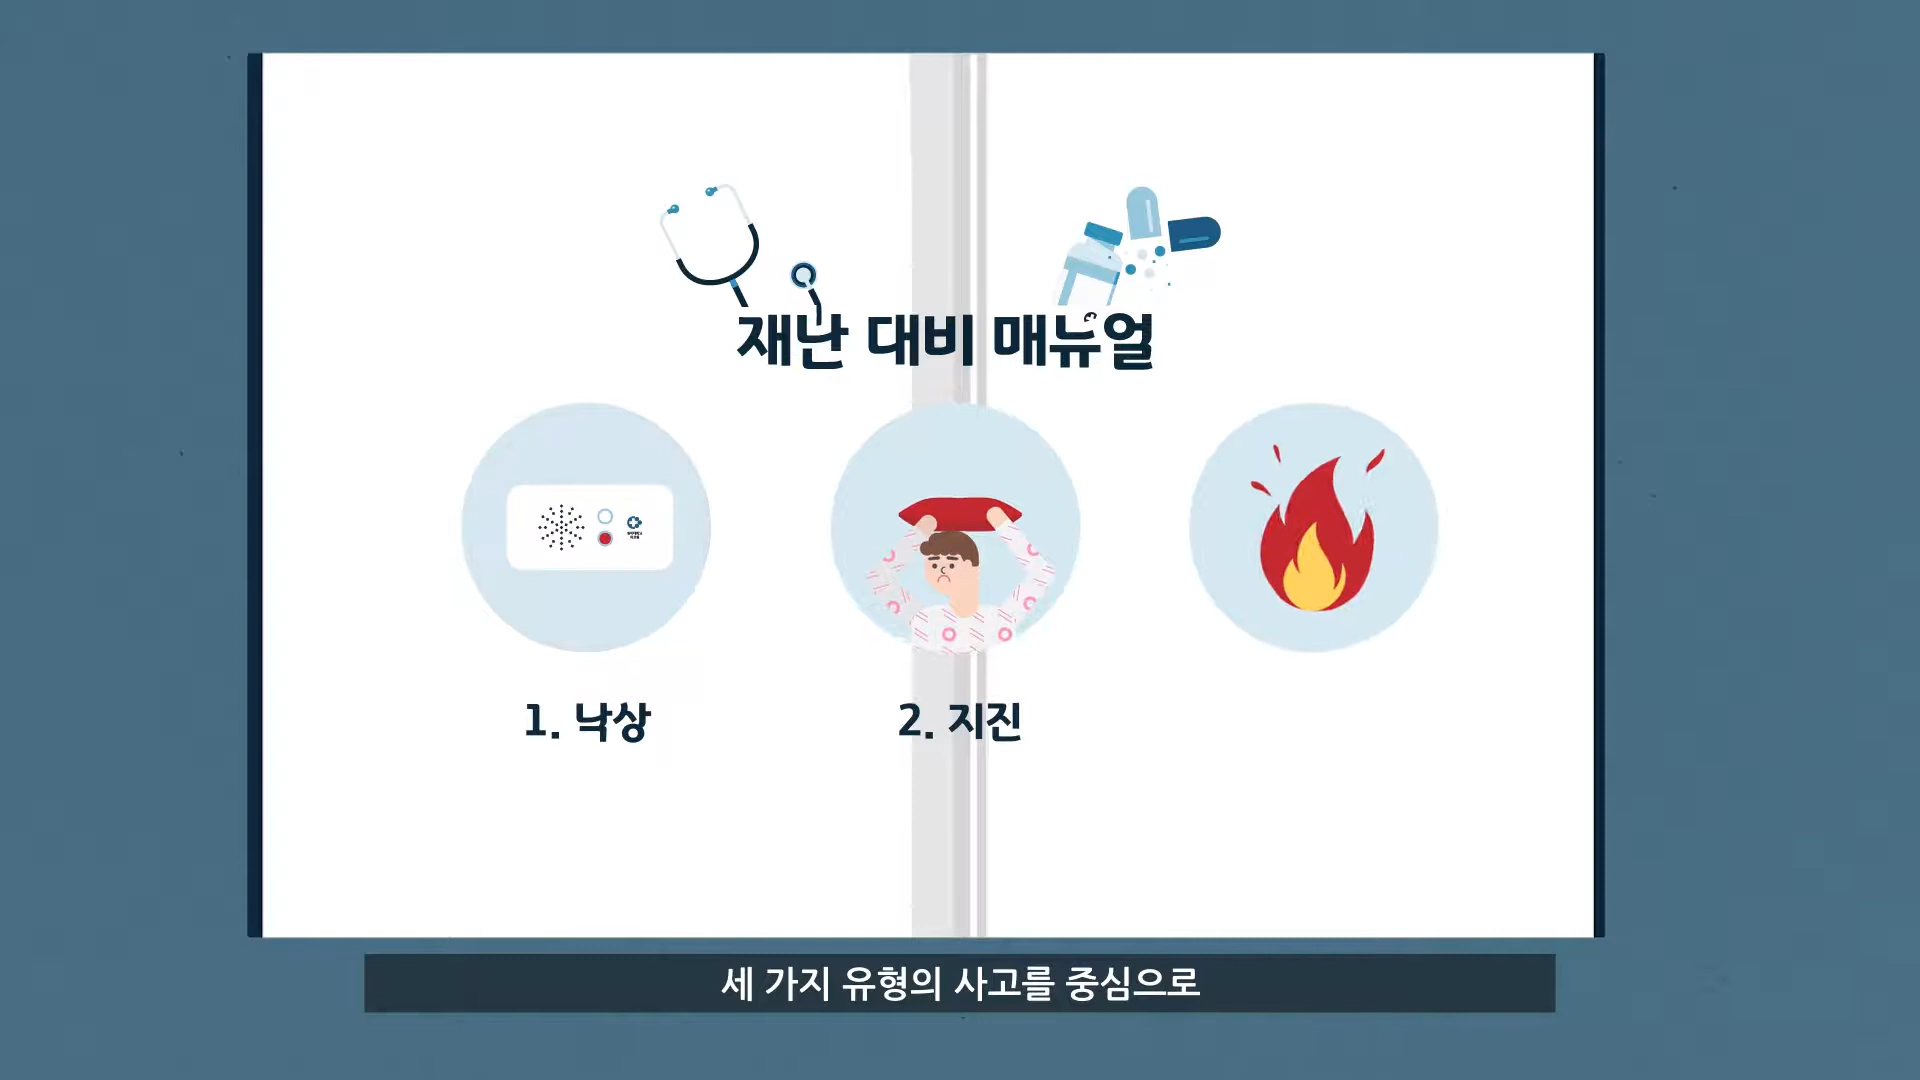 재난 대비 매뉴얼
1. 낙상
2. 지진
세 가지 유형의 사고를 중심으로